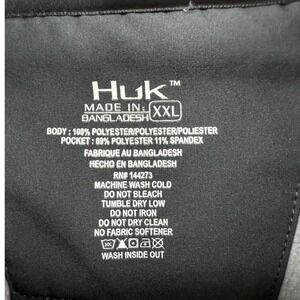 Huk™
MADE IN: XXL
BANGLADESH
BODY : 100% POLYESTER/POLYESTER/POLIESTER
POCKET : 89% POLYESTER 11% SPANDEX
FABRIQUE AU BANGLADESH
HECHO EN BANGLADESH
RN# 144273
MACHINE WASH COLD
DO NOT BLEACH
TUMBLE DRY LOW
DO NOT IRON
DO NOT DRY CLEAN
NO FABRIC SOFTENER
WASH INSIDE OUT